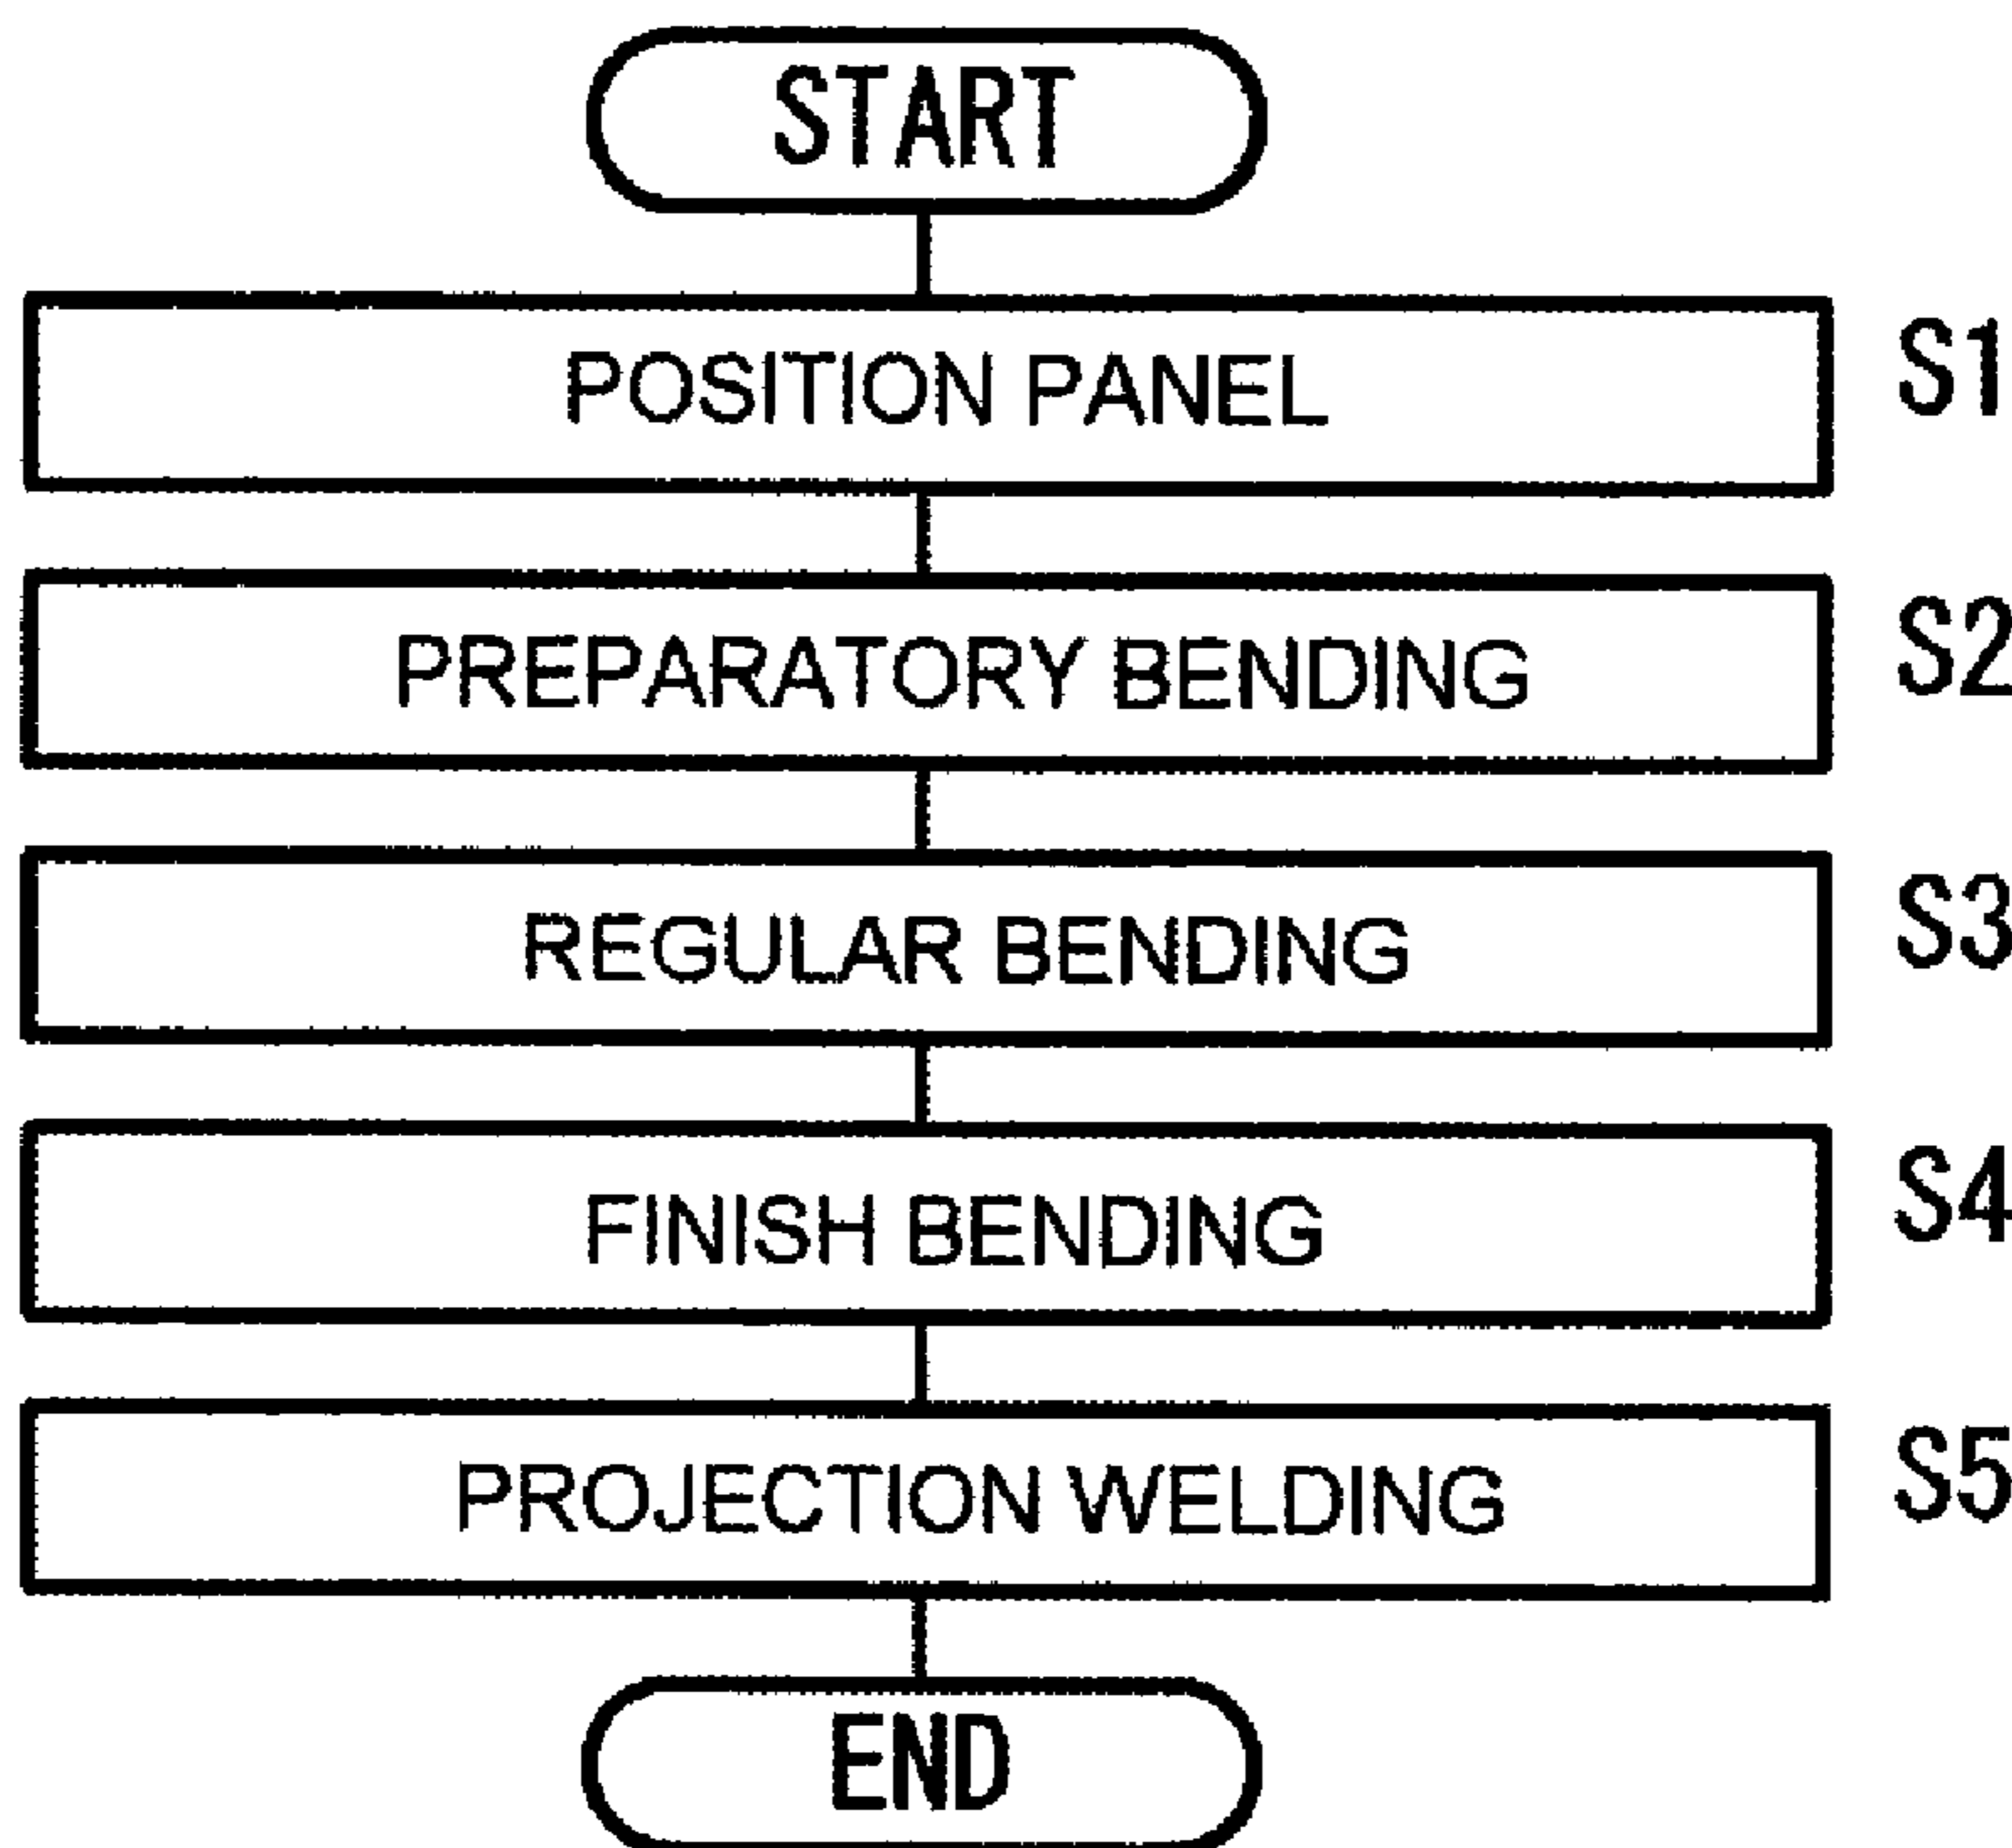 START
POSITION PANEL S1
PREPARATORY BENDING S2
REGULAR BENDING S3
FINISH BENDING S4
PROJECTION WELDING S5
END